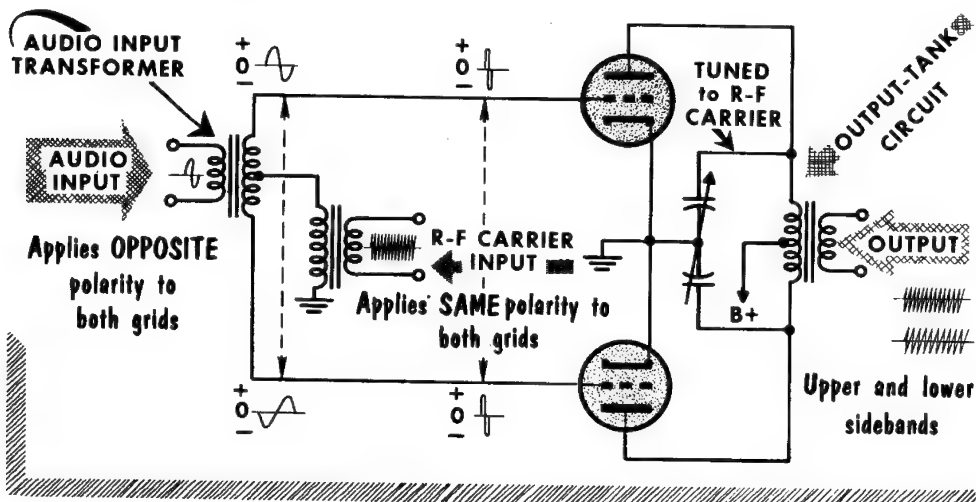 AUDIO INPUT
TRANSFORMER
AUDIO
INPUT
Applies OPPOSITE
polarity to
both grids
+
0
–
+
0
–
R-F CARRIER
INPUT
Applies SAME polarity to
both grids
+
0
–
+
0
–
TUNED
to R-F
CARRIER
OUTPUT-TANK
CIRCUIT
B+
OUTPUT
Upper and lower
sidebands